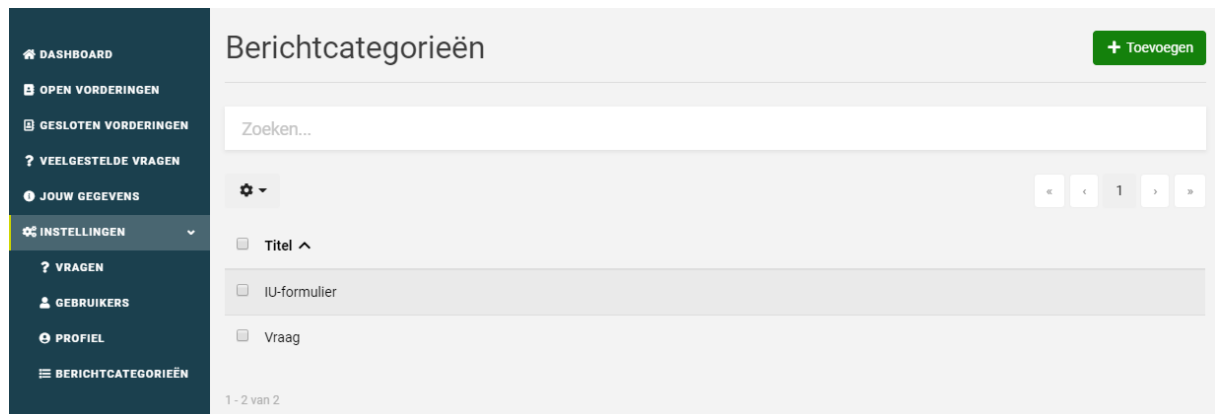 DASHBOARD
OPEN VORDERINGEN
GESLOTEN VORDERINGEN
? VEELGESTELDE VRAGEN
JOUW GEGEVENS
INSTELLINGEN
? VRAGEN
GEBRUIKERS
PROFIEL
BERICHTCATEGORIEËN
Berichtcategorieën
+ Toevoegen
Zoeken...
« ‹ 1 › »
Titel
IU-formulier
Vraag
1 - 2 van 2